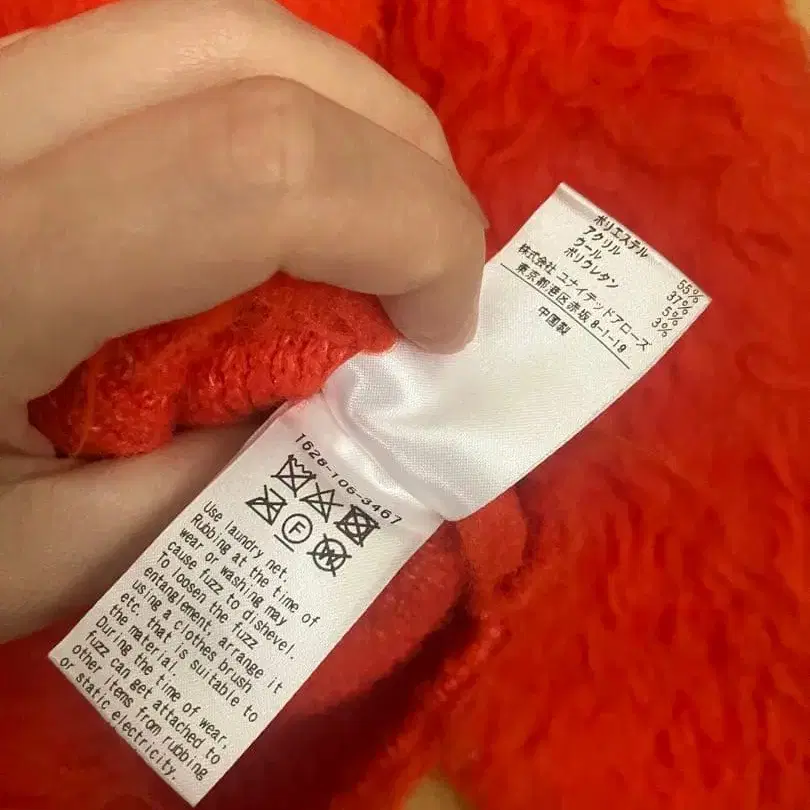 ポリエステル 55%
アクリル 37%
ウール 5%
ポリウレタン 3%
株式会社 ユナイテッドアローズ
東京都港区赤坂 8-1-19
中国製
1628-106-3467
F
W
Use laundry net.
Rubbing at the time of
wear or washing may
cause fuzz to dishevel.
To loosen the fuzz
entanglement, arrange it
using a clothes brush
etc. that is suitable to
the material.
During the time of wear,
fuzz can get attached to
other items from rubbing
or static electricity.